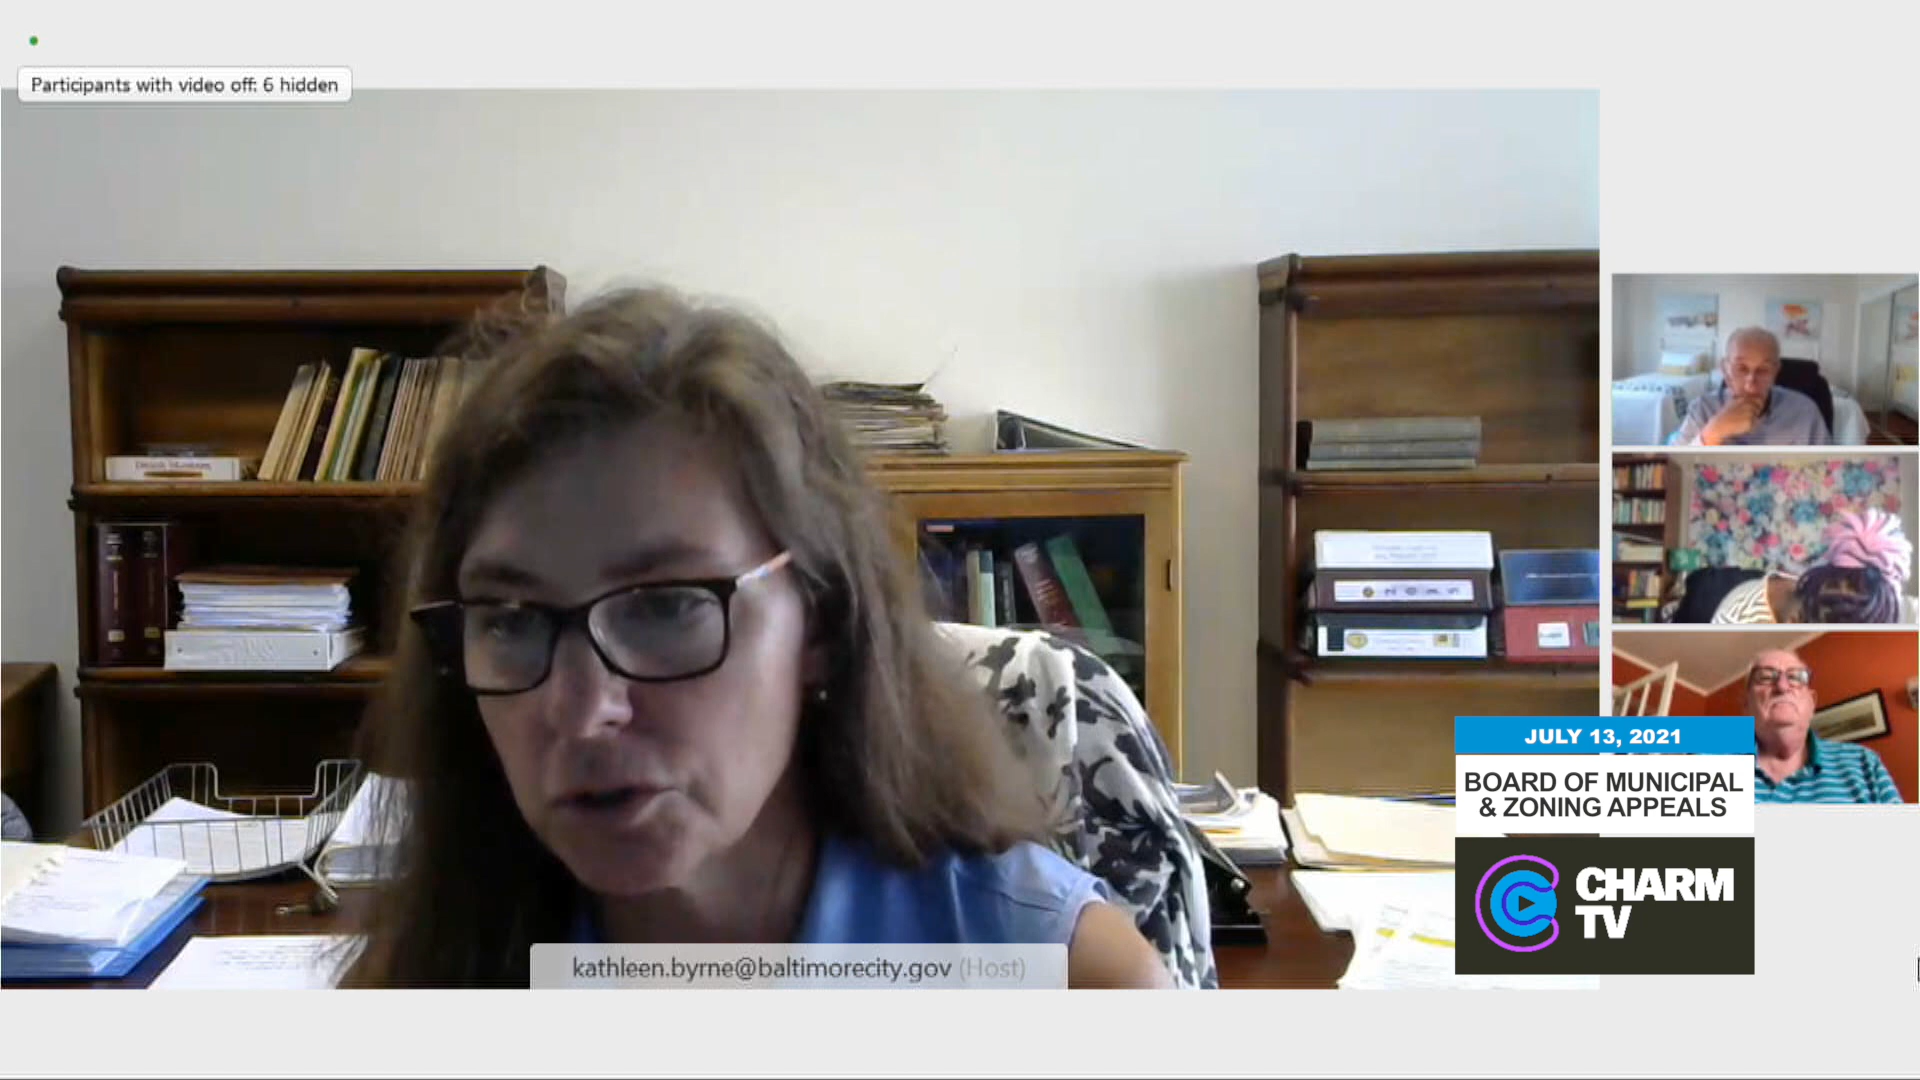 Participants with video off: 6 hidden
JULY 13, 2021
BOARD OF MUNICIPAL
& ZONING APPEALS
CHARM
TV
kathleen.byrne@baltimorecity.gov (Host)